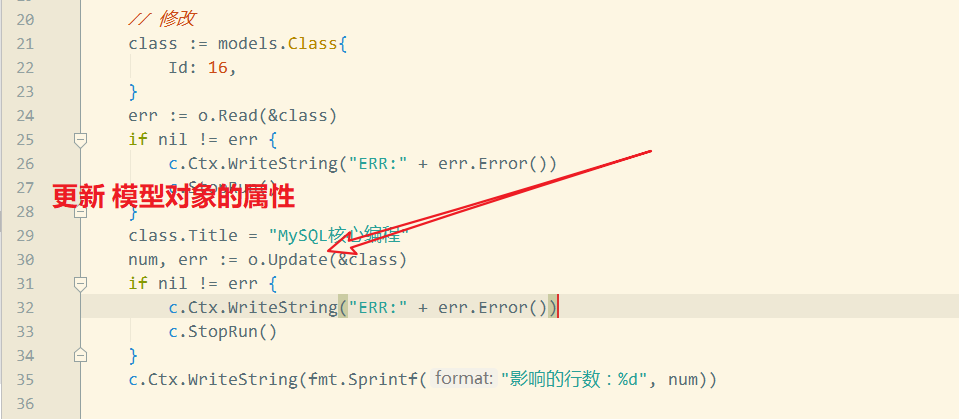 20 // 修改
21 class := models.Class{
22 Id: 16,
23 }
24 err := o.Read(&class)
25 if nil != err {
26 c.Ctx.WriteString("ERR:" + err.Error())
27 c.StopRun()
更新 模型对象的属性
28 }
29 class.Title = "MySQL核心编程"
30 num, err := o.Update(&class)
31 if nil != err {
32 c.Ctx.WriteString("ERR:" + err.Error())
33 c.StopRun()
34 }
35 c.Ctx.WriteString(fmt.Sprintf( format: "影响的行数：%d", num))
36